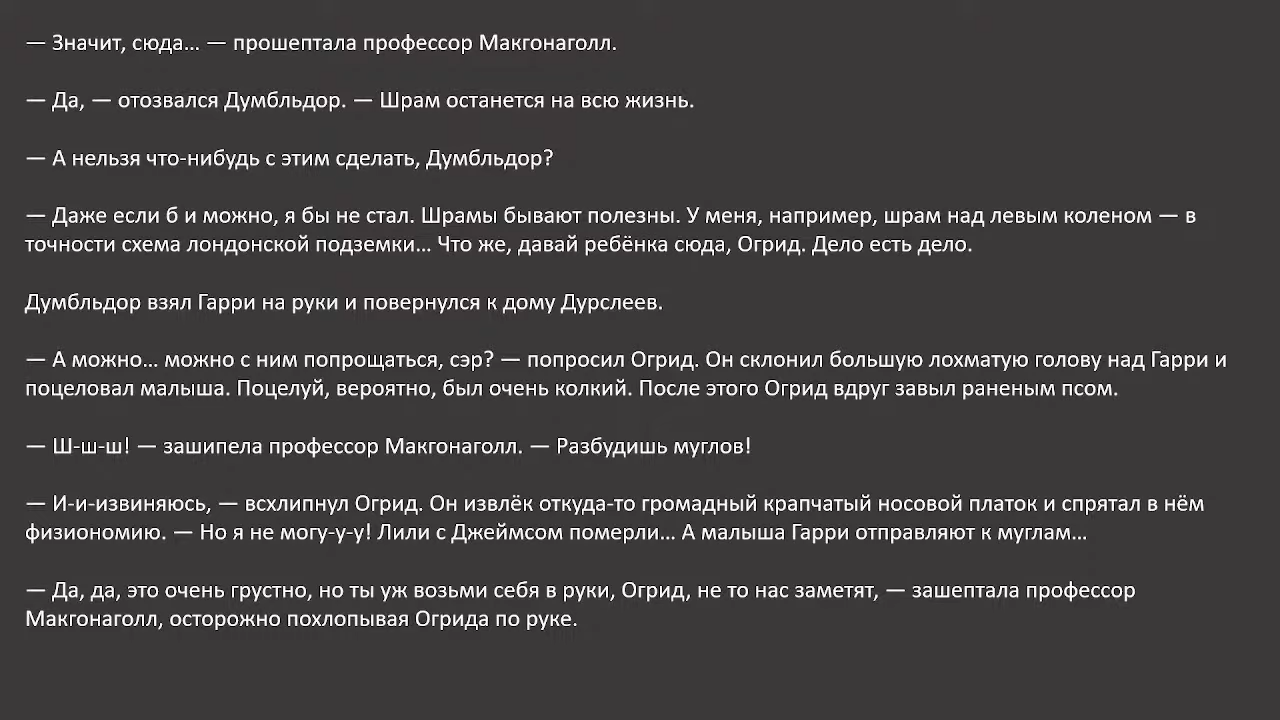 — Значит, сюда... — прошептала профессор Макгонаголл.
— Да, — отозвался Думбльдор. — Шрам останется на всю жизнь.
— А нельзя что-нибудь с этим сделать, Думбльдор?
— Даже если б и можно, я бы не стал. Шрамы бывают полезны. У меня, например, шрам над левым коленом — в
точности схема лондонской подземки... Что же, давай ребёнка сюда, Огрид. Дело есть дело.
Думбльдор взял Гарри на руки и повернулся к дому Дурслеев.
— А можно... можно с ним попрощаться, сэр? — попросил Огрид. Он склонил большую лохматую голову над Гарри и
поцеловал малыша. Поцелуй, вероятно, был очень колкий. После этого Огрид вдруг завыл раненым псом.
— Ш-ш-ш! — зашипела профессор Макгонаголл. — Разбудишь муглов!
— И-и-извиняюсь, — всхлипнул Огрид. Он извлёк откуда-то громадный крапчатый носовой платок и спрятал в нём
физиономию. — Но я не могу-у-у! Лили с Джеймсом померли... А малыша Гарри отправляют к муглам...
— Да, да, это очень грустно, но ты уж возьми себя в руки, Огрид, не то нас заметят, — зашептала профессор
Макгонаголл, осторожно похлопывая Огрида по руке.